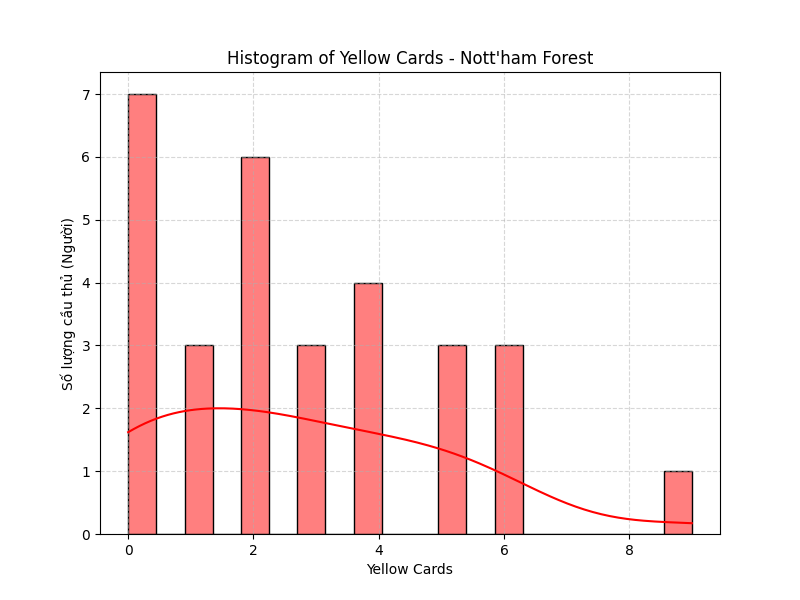 Histogram of Yellow Cards - Nott'ham Forest
7
6
5
4
3
2
1
0
Số lượng cầu thủ (Người)
0 2 4 6 8
Yellow Cards